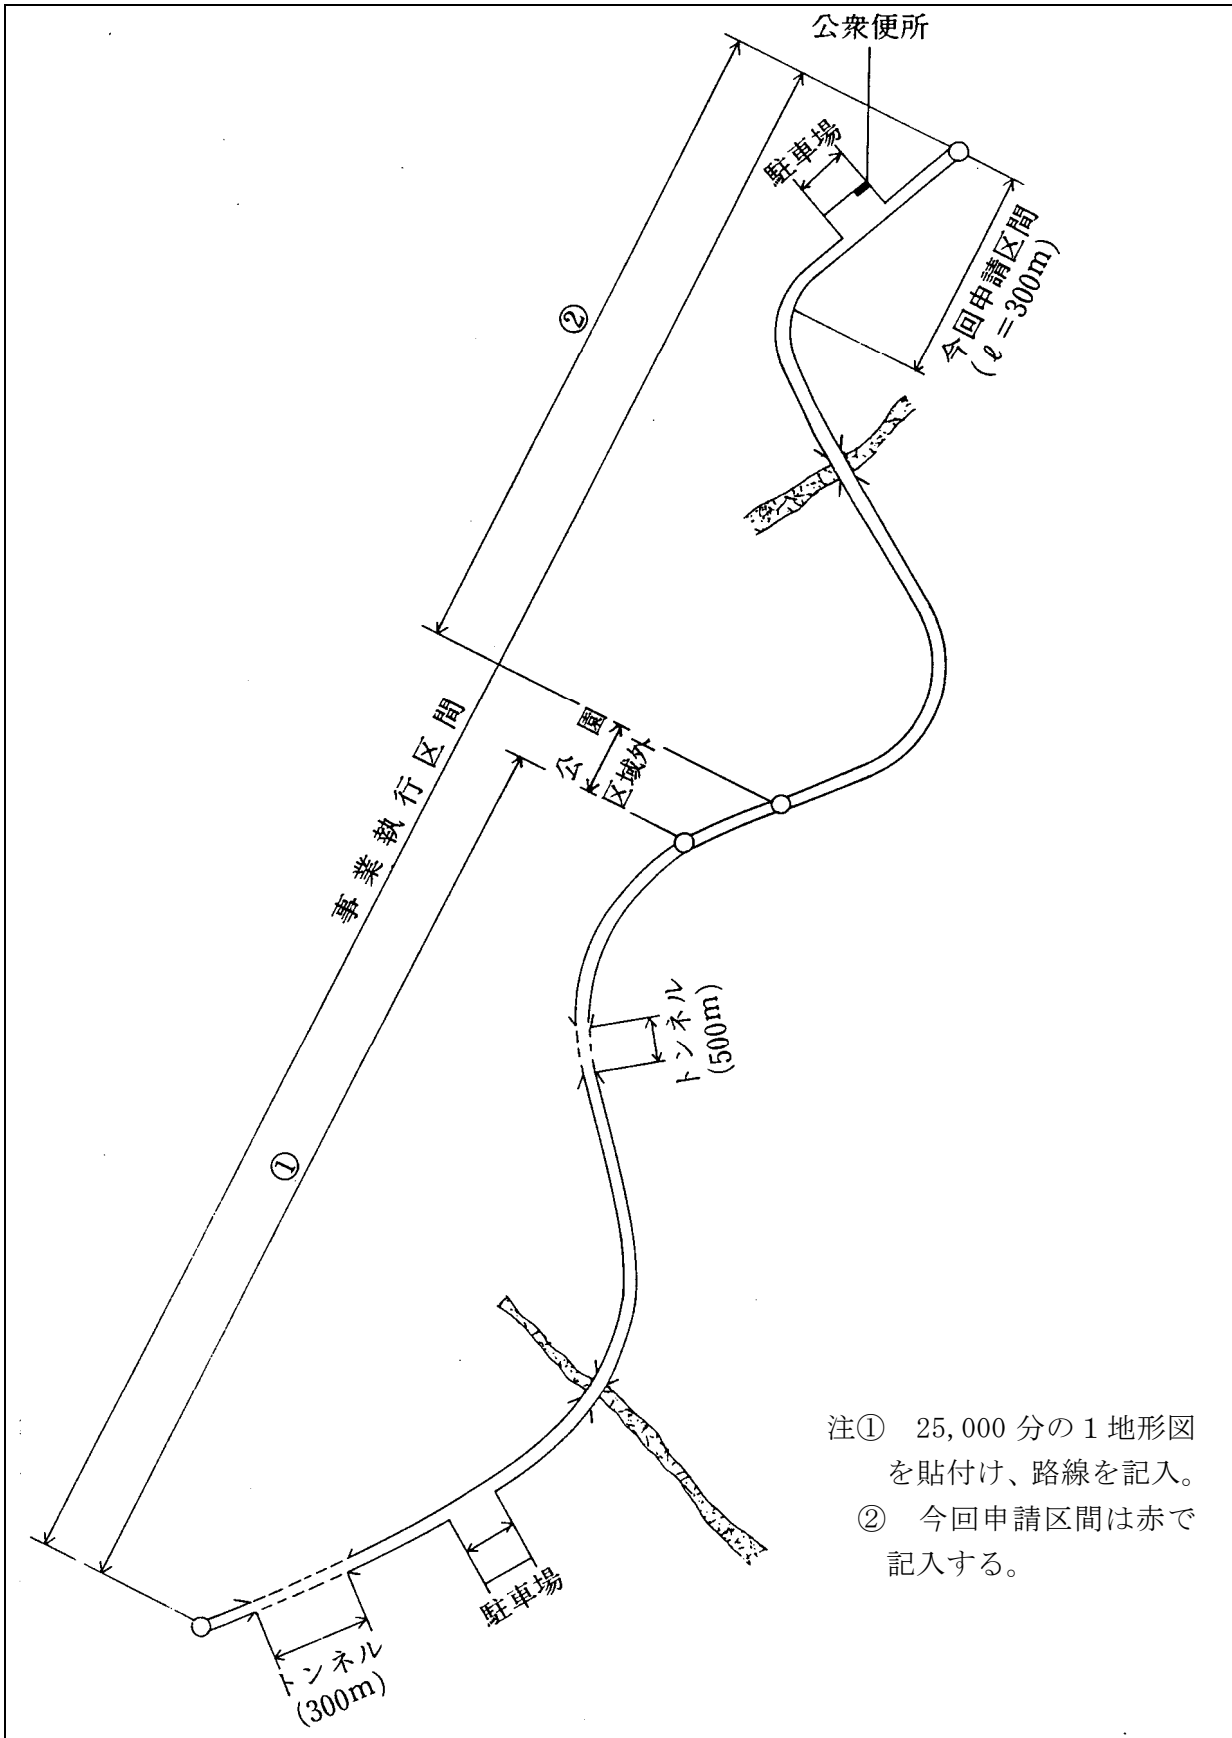 公衆便所
駐車場
今回申請区間
(ℓ=300m)
②
事業執行区間
公園
区域外
トンネル
(500m)
①
駐車場
トンネル
(300m)
注① 25,000分の1地形図
を貼付け、路線を記入。
② 今回申請区間は赤で
記入する。